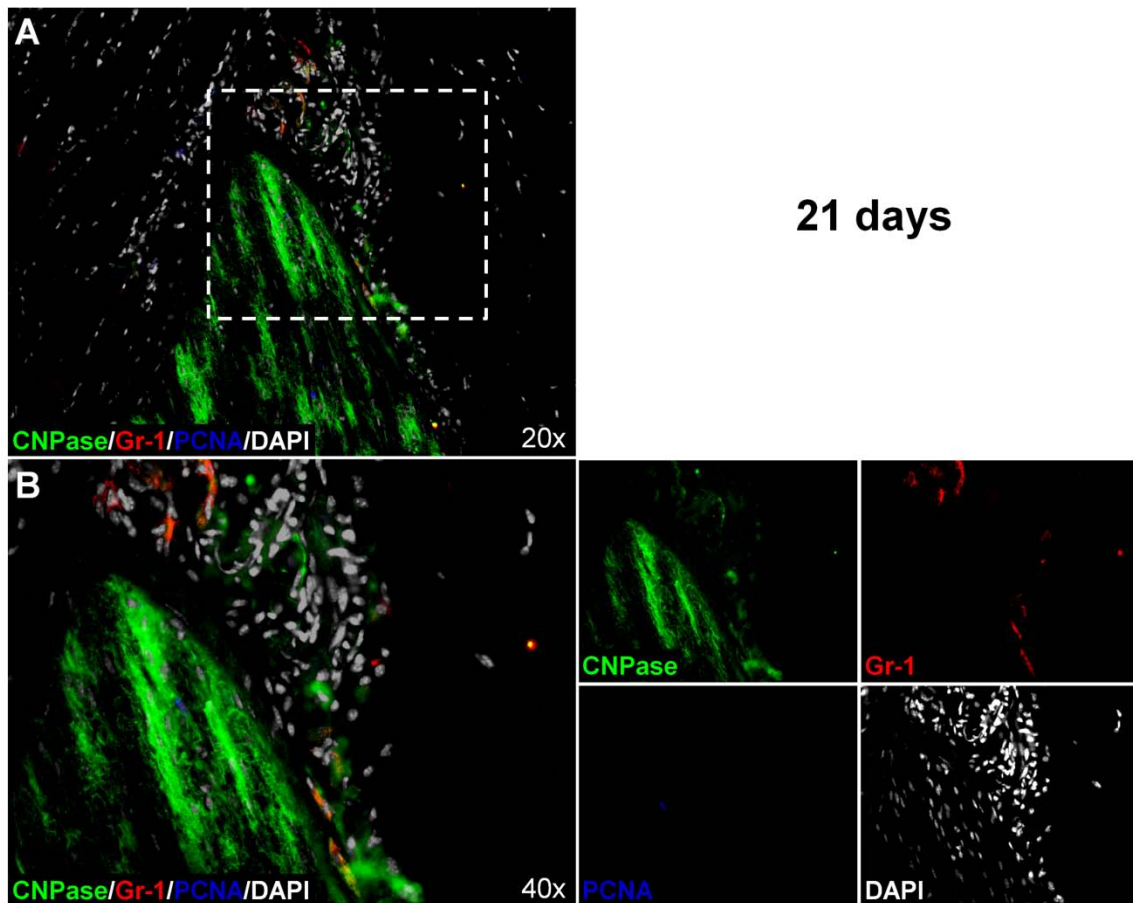 A
21 days
CNPase/Gr-1/PCNA/DAPI
20x
B
CNPase
Gr-1
PCNA
DAPI
CNPase/Gr-1/PCNA/DAPI
40x